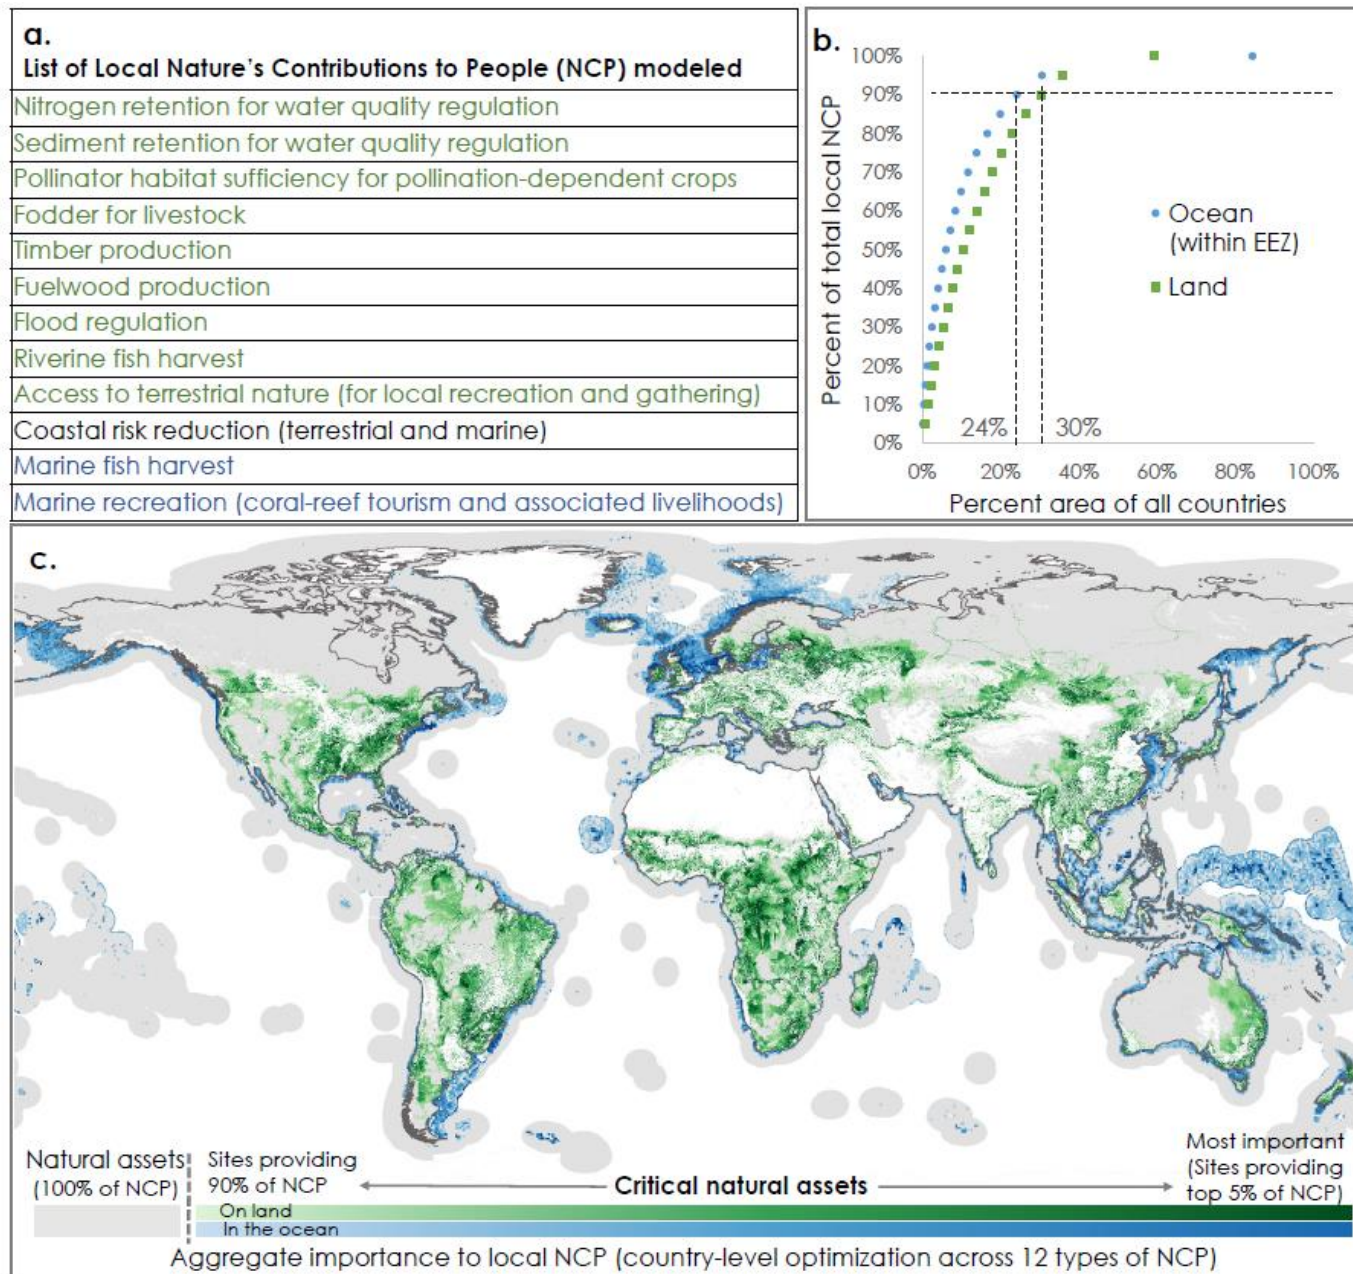 a.
List of Local Nature's Contributions to People (NCP) modeled
Nitrogen retention for water quality regulation
Sediment retention for water quality regulation
Pollinator habitat sufficiency for pollination-dependent crops
Fodder for livestock
Timber production
Fuelwood production
Flood regulation
Riverine fish harvest
Access to terrestrial nature (for local recreation and gathering)
Coastal risk reduction (terrestrial and marine)
Marine fish harvest
Marine recreation (coral-reef tourism and associated livelihoods)
b.
Percent of total local NCP
100%
90%
80%
70%
60%
50%
40%
30%
20%
10%
0%
Ocean
(within EEZ)
Land
24% 30%
0% 20% 40% 60% 80% 100%
Percent area of all countries
c.
Natural assets
(100% of NCP)
Sites providing
90% of NCP
Critical natural assets
Most important
(Sites providing
top 5% of NCP)
On land
In the ocean
Aggregate importance to local NCP (country-level optimization across 12 types of NCP)